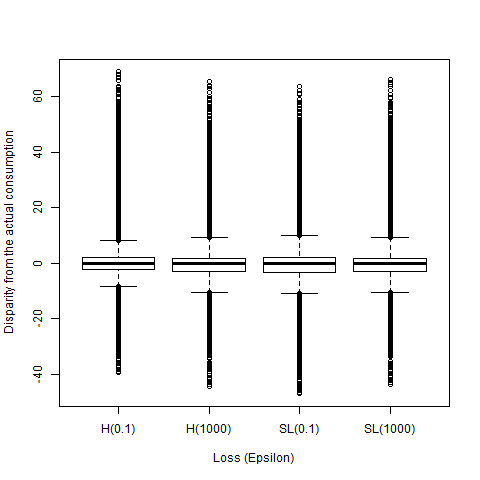 Disparity from the actual consumption
60
40
20
0
-20
-40
H(0.1) H(1000) SL(0.1) SL(1000)
Loss (Epsilon)